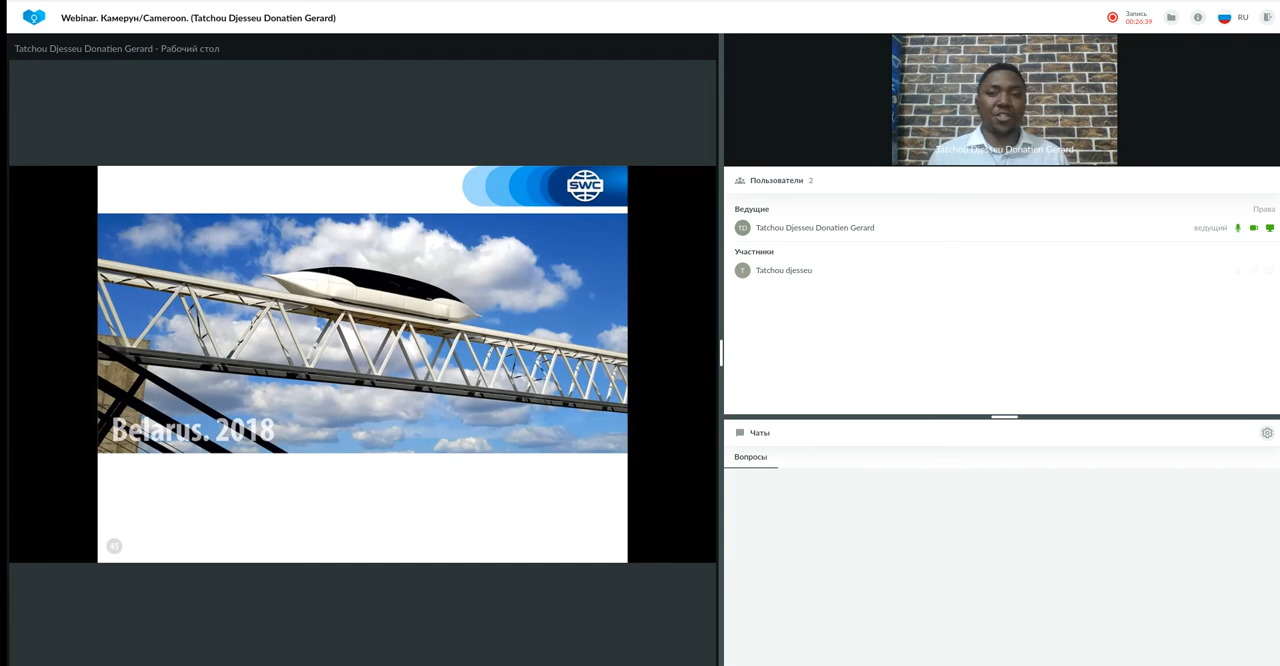 Webinar. Камерун/Cameroon. (Tatchou Djesseu Donatien Gerard)
Запись
00:26:39
RU
Tatchou Djesseu Donatien Gerard - Рабочий стол
SWC
Belarus. 2018
45
Tatchou Djesseu Donatien Gerard
Пользователи 2
Ведущие Права
TD Tatchou Djesseu Donatien Gerard ведущий
Участники
T Tatchou djesseu
Чаты
Вопросы